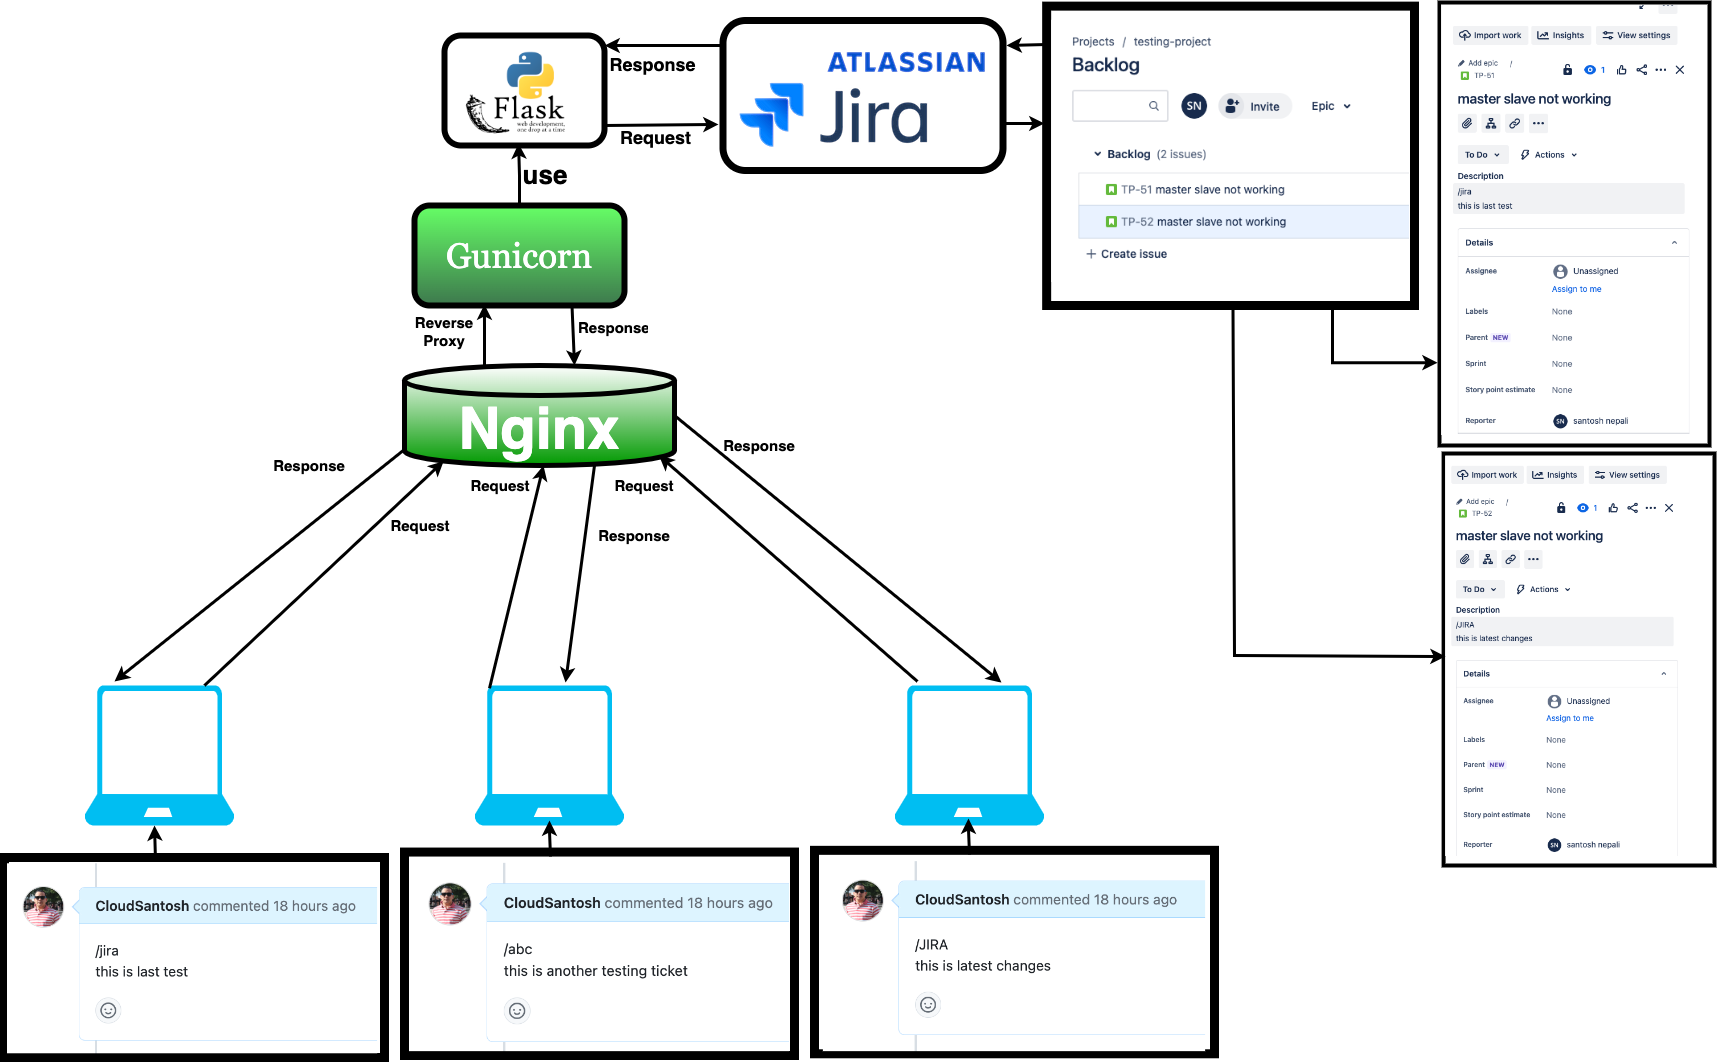 Flask
web development,
one drop at a time
Response
Request
ATLASSIAN
Jira
use
Gunicorn
Reverse
Proxy
Response
Nginx
Response
Request
Request
Response
Request
Response
Projects / testing-project
Backlog
SN
Invite
Epic
Backlog (2 issues)
TP-51 master slave not working
TP-52 master slave not working
+ Create issue
Import work
Insights
View settings
Add epic /
TP-51
1
master slave not working
To Do
Actions
Description
/jira
this is last test
Details
Assignee
Unassigned
Assign to me
Labels
None
Parent NEW
None
Sprint
None
Story point estimate
None
Reporter
SN santosh nepali
Import work
Insights
View settings
Add epic /
TP-52
1
master slave not working
To Do
Actions
Description
/JIRA
this is latest changes
Details
Assignee
Unassigned
Assign to me
Labels
None
Parent NEW
None
Sprint
None
Story point estimate
None
Reporter
SN santosh nepali
CloudSantosh commented 18 hours ago
/jira
this is last test
CloudSantosh commented 18 hours ago
/abc
this is another testing ticket
CloudSantosh commented 18 hours ago
/JIRA
this is latest changes